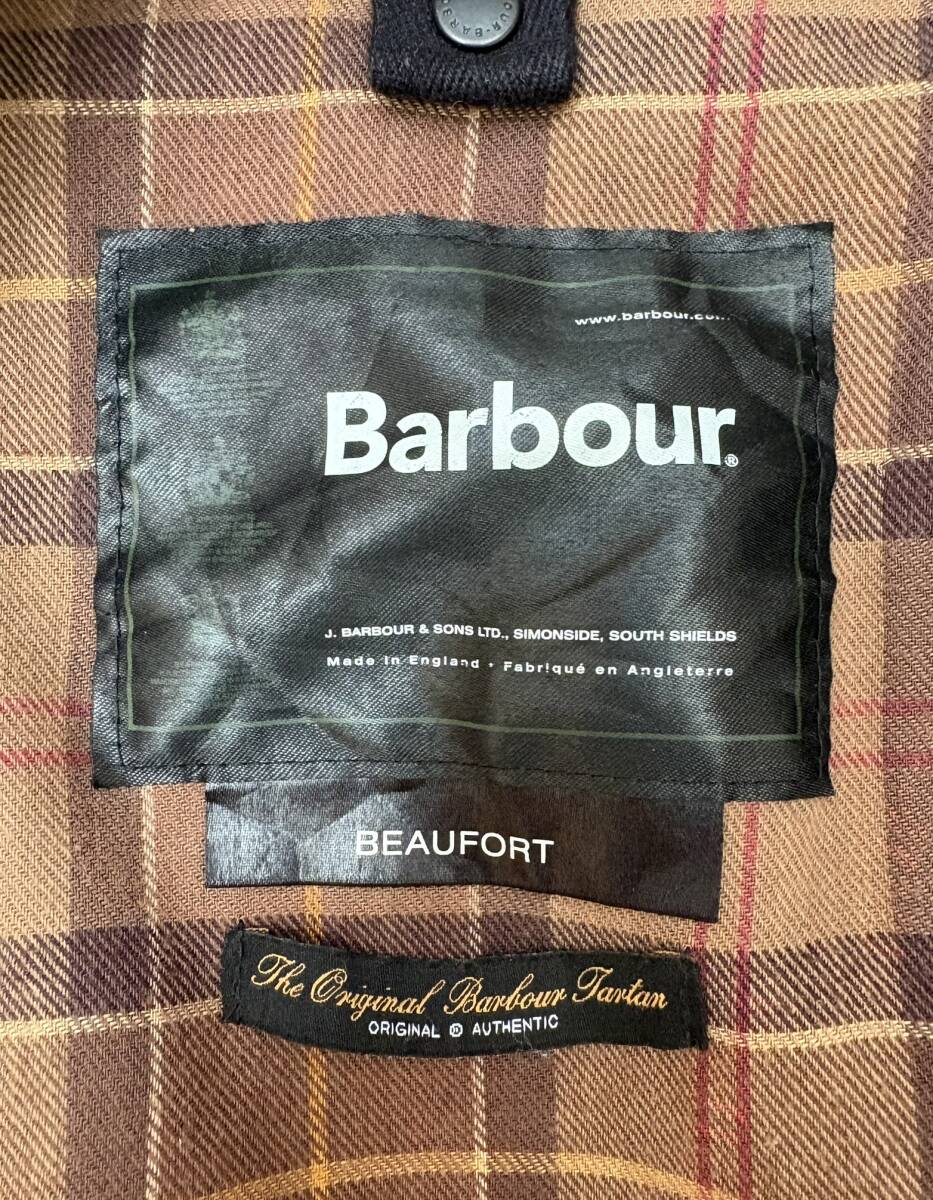 www.barbour.com
Barbour®
J. BARBOUR & SONS LTD., SIMONSIDE, SOUTH SHIELDS
Made in England • Fabriqué en Angleterre
BEAUFORT
The Original Barbour Tartan
ORIGINAL ® AUTHENTIC